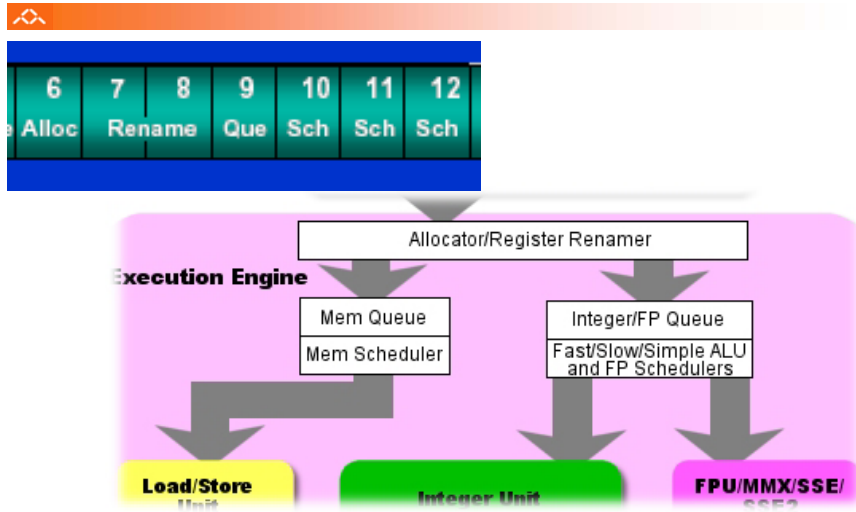 6 7 8 9 10 11 12
Alloc Rename Que Sch Sch Sch
Allocator/Register Renamer
Execution Engine
Mem Queue
Integer/FP Queue
Mem Scheduler
Fast/Slow/Simple ALU
and FP Schedulers
Load/Store
Unit
Integer Unit
FPU/MMX/SSE/
SSE2